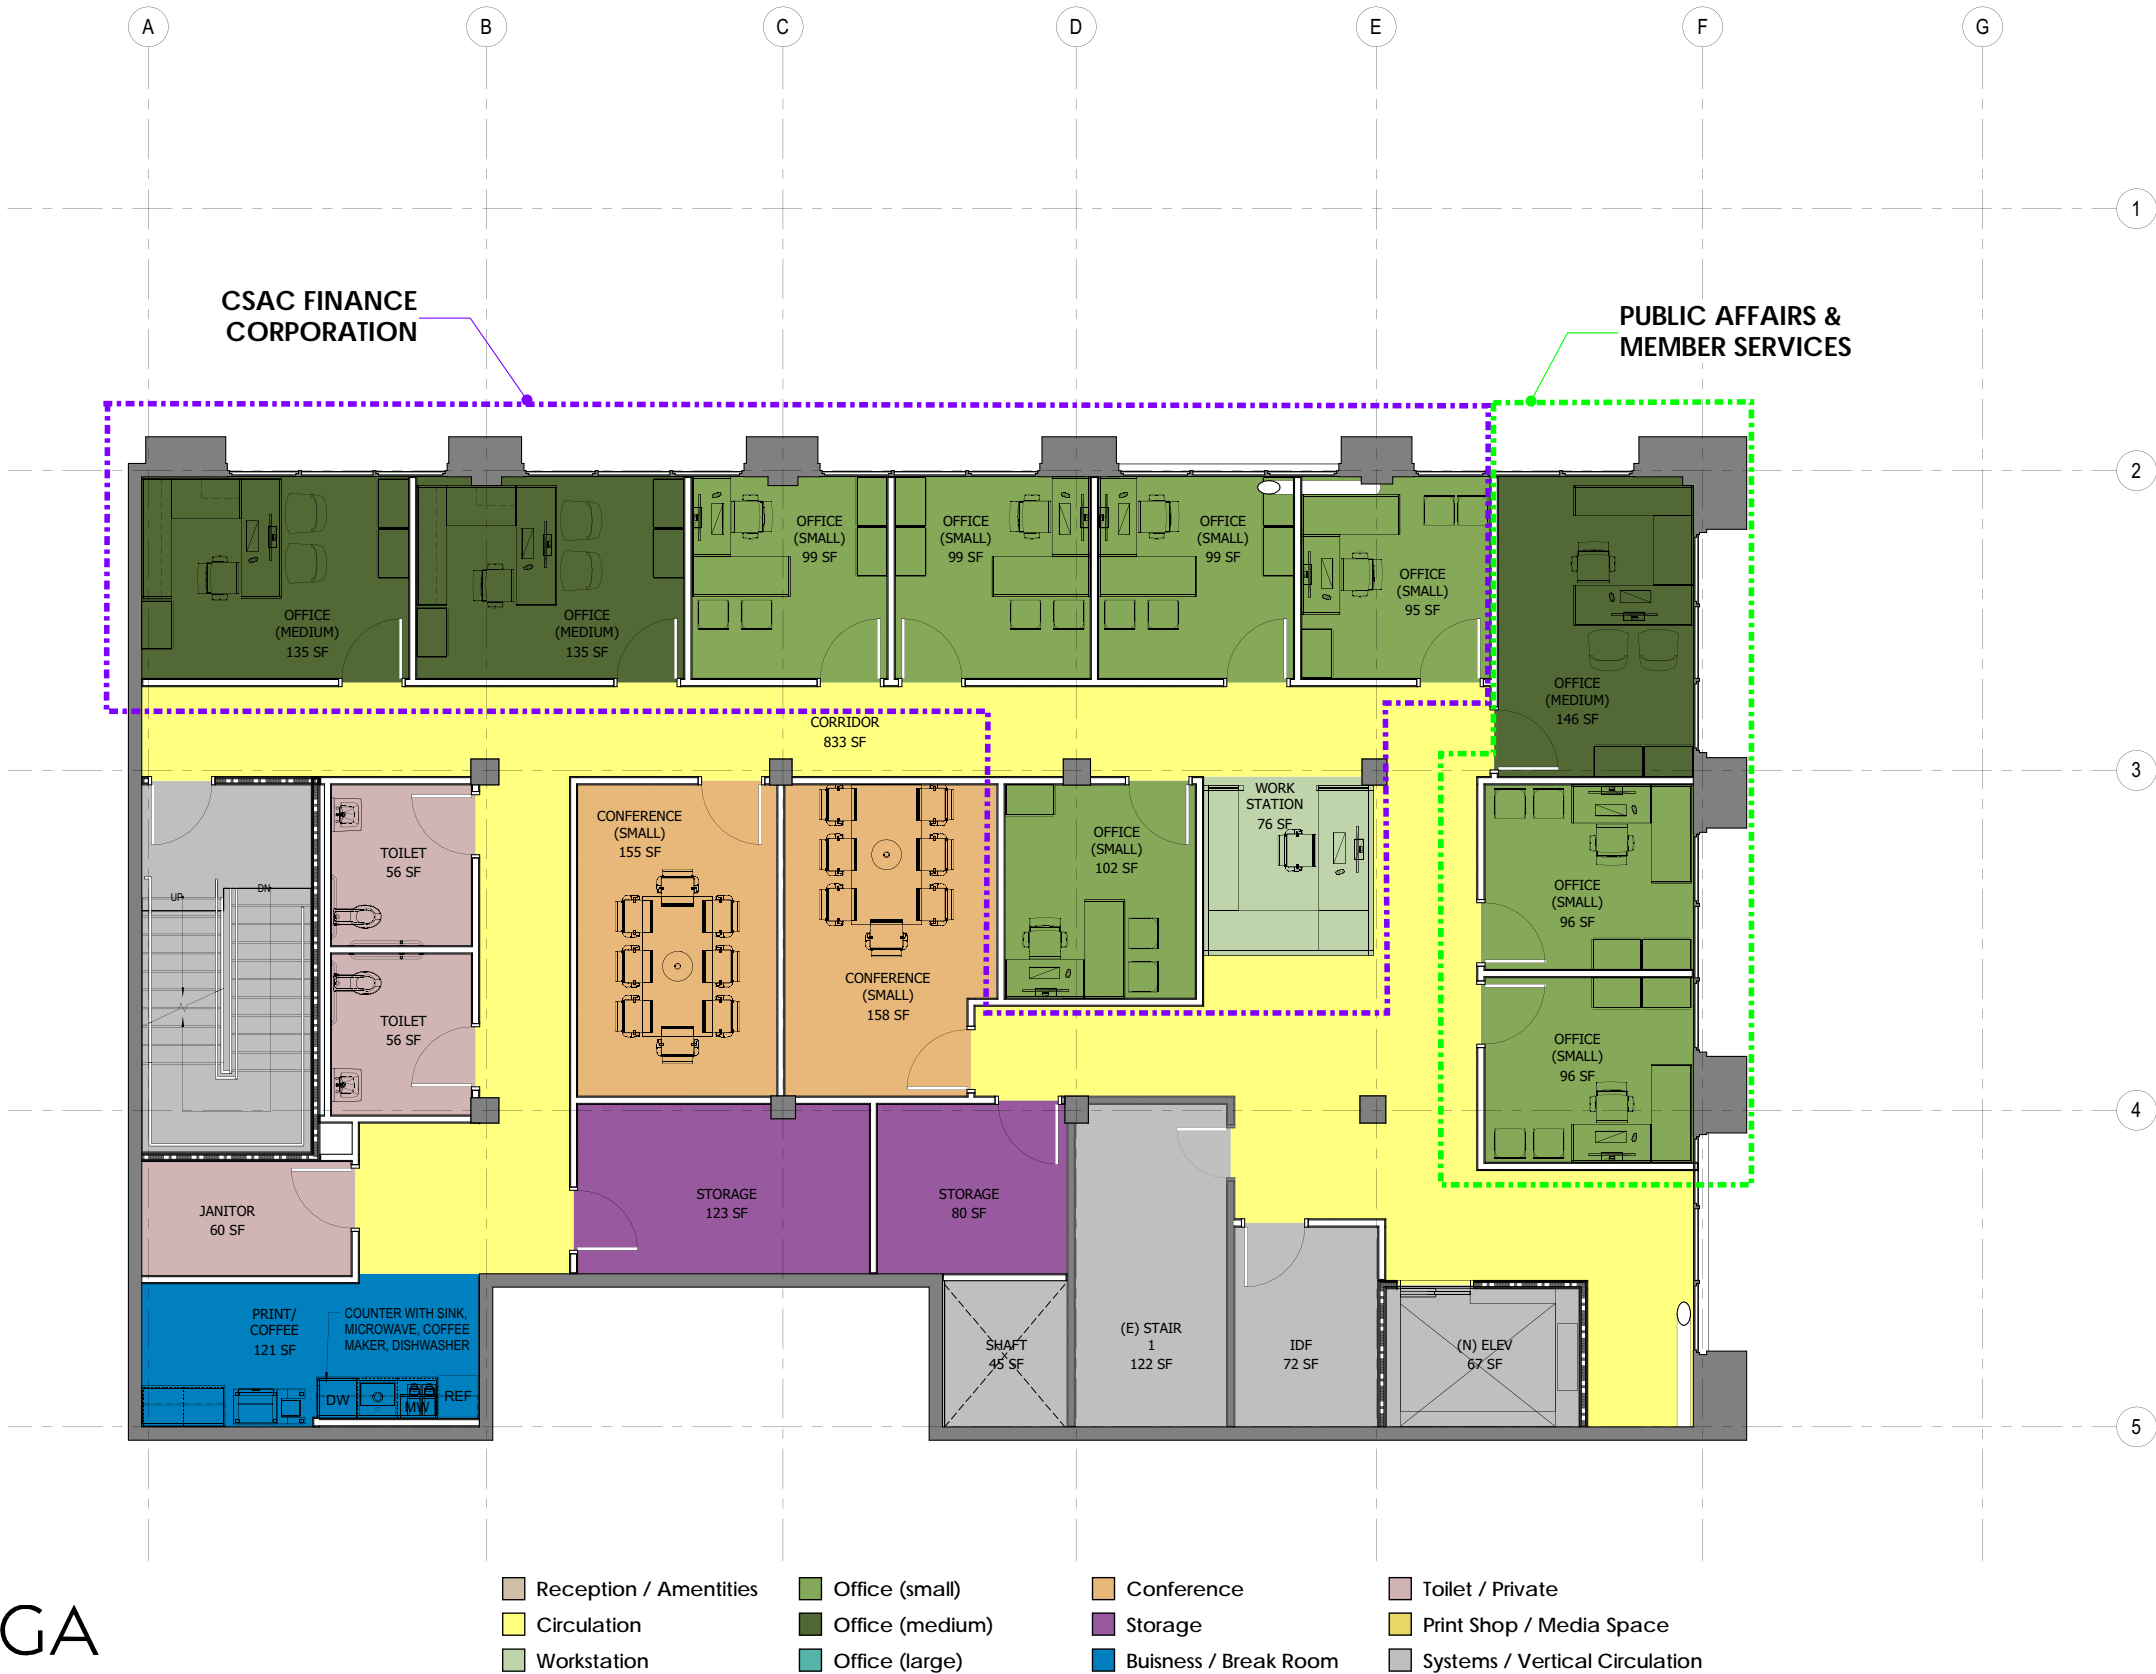 A
B
C
D
E
F
G
1
CSAC FINANCE
CORPORATION
PUBLIC AFFAIRS &
MEMBER SERVICES
2
OFFICE
(MEDIUM)
135 SF
OFFICE
(MEDIUM)
135 SF
OFFICE
(SMALL)
99 SF
OFFICE
(SMALL)
99 SF
OFFICE
(SMALL)
99 SF
OFFICE
(SMALL)
95 SF
OFFICE
(MEDIUM)
146 SF
CORRIDOR
833 SF
3
UP
DN
TOILET
56 SF
CONFERENCE
(SMALL)
155 SF
CONFERENCE
(SMALL)
158 SF
OFFICE
(SMALL)
102 SF
WORK
STATION
76 SF
OFFICE
(SMALL)
96 SF
TOILET
56 SF
OFFICE
(SMALL)
96 SF
4
JANITOR
60 SF
STORAGE
123 SF
STORAGE
80 SF
PRINT/
COFFEE
121 SF
COUNTER WITH SINK,
MICROWAVE, COFFEE
MAKER, DISHWASHER
DW
MW
REF
SHAFT
45 SF
(E) STAIR
1
122 SF
IDF
72 SF
(N) ELEV
67 SF
5
GA
Reception / Amentities
Circulation
Workstation
Office (small)
Office (medium)
Office (large)
Conference
Storage
Buisness / Break Room
Toilet / Private
Print Shop / Media Space
Systems / Vertical Circulation